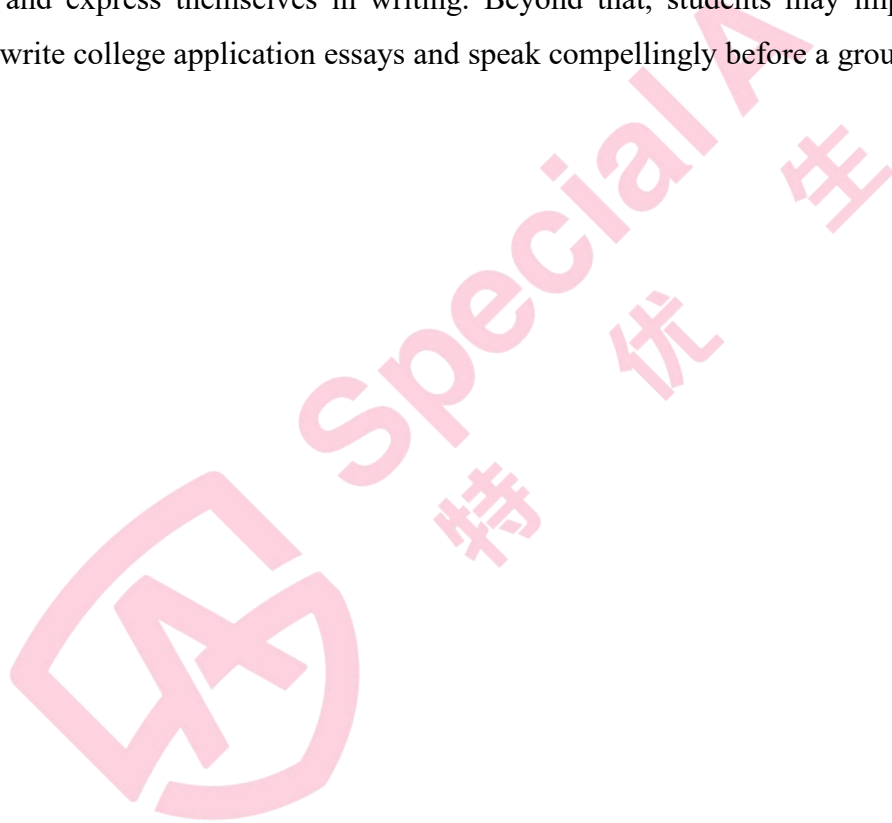 and express themselves in writing. Beyond that, students may
write college application essays and speak compellingly before a
Special A
特 优 生